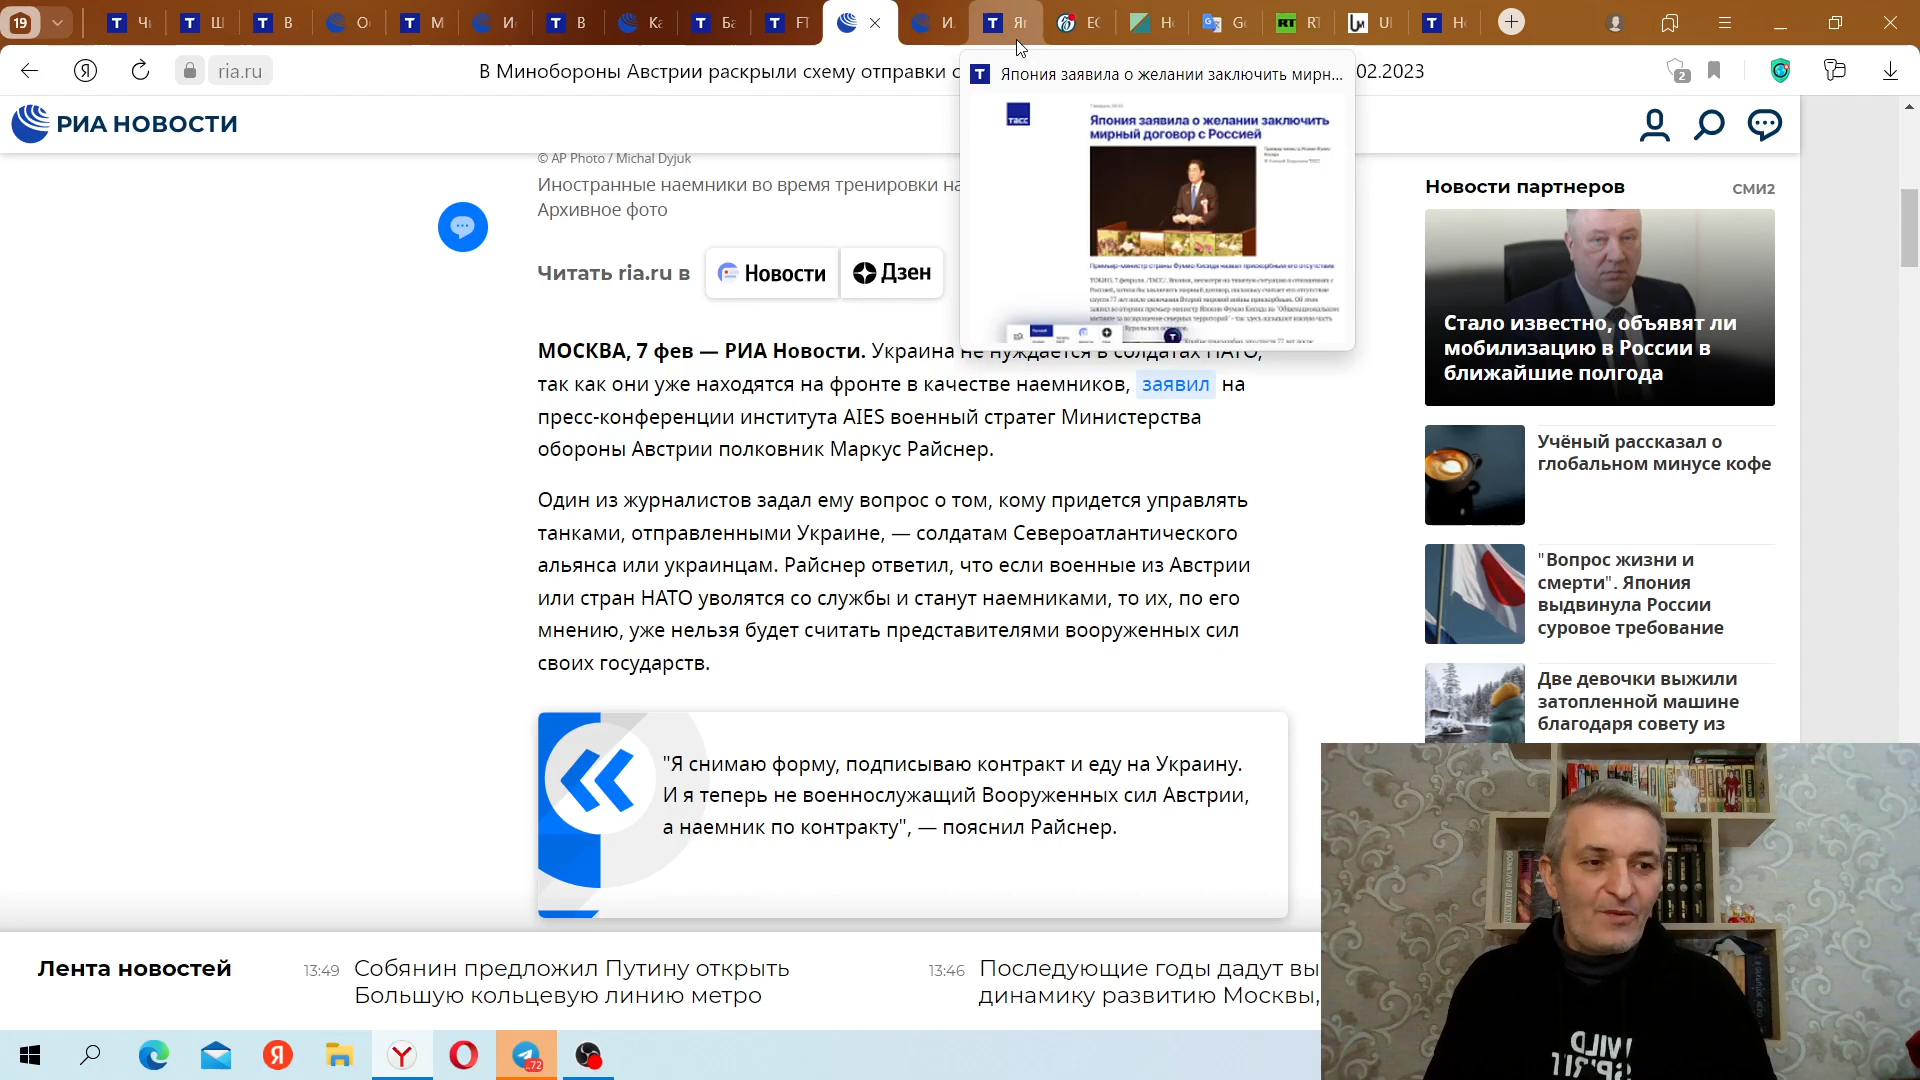 19
ria.ru
В Минобороны Австрии раскрыли схему отправки с
02.2023
2
РИА НОВОСТИ
Япония заявила о желании заключить мирн...
тасс
Япония заявила о желании заключить
мирный договор с Россией
© AP Photo / Michal Dyjuk
Иностранные наемники во время тренировки на
Архивное фото
Читать ria.ru в
Новости
Дзен
МОСКВА, 7 фев — РИА Новости. Украина не нуждается в солдатах НАТО,
так как они уже находятся на фронте в качестве наемников, заявил на
пресс-конференции института AIES военный стратег Министерства
обороны Австрии полковник Маркус Райснер.
Один из журналистов задал ему вопрос о том, кому придется управлять
танками, отправленными Украине, — солдатам Североатлантического
альянса или украинцам. Райснер ответил, что если военные из Австрии
или стран НАТО уволятся со службы и станут наемниками, то их, по его
мнению, уже нельзя будет считать представителями вооруженных сил
своих государств.
"Я снимаю форму, подписываю контракт и еду на Украину.
И я теперь не военнослужащий Вооруженных сил Австрии,
а наемник по контракту", — пояснил Райснер.
Новости партнеров
СМИ2
Стало известно, объявят ли
мобилизацию в России в
ближайшие полгода
Учёный рассказал о
глобальном минусе кофе
"Вопрос жизни и
смерти". Япония
выдвинула России
суровое требование
Две девочки выжили
затопленной машине
благодаря совету из
Лента новостей
13:49
Собянин предложил Путину открыть
Большую кольцевую линию метро
13:46
Последующие годы дадут вы
динамику развитию Москвы,